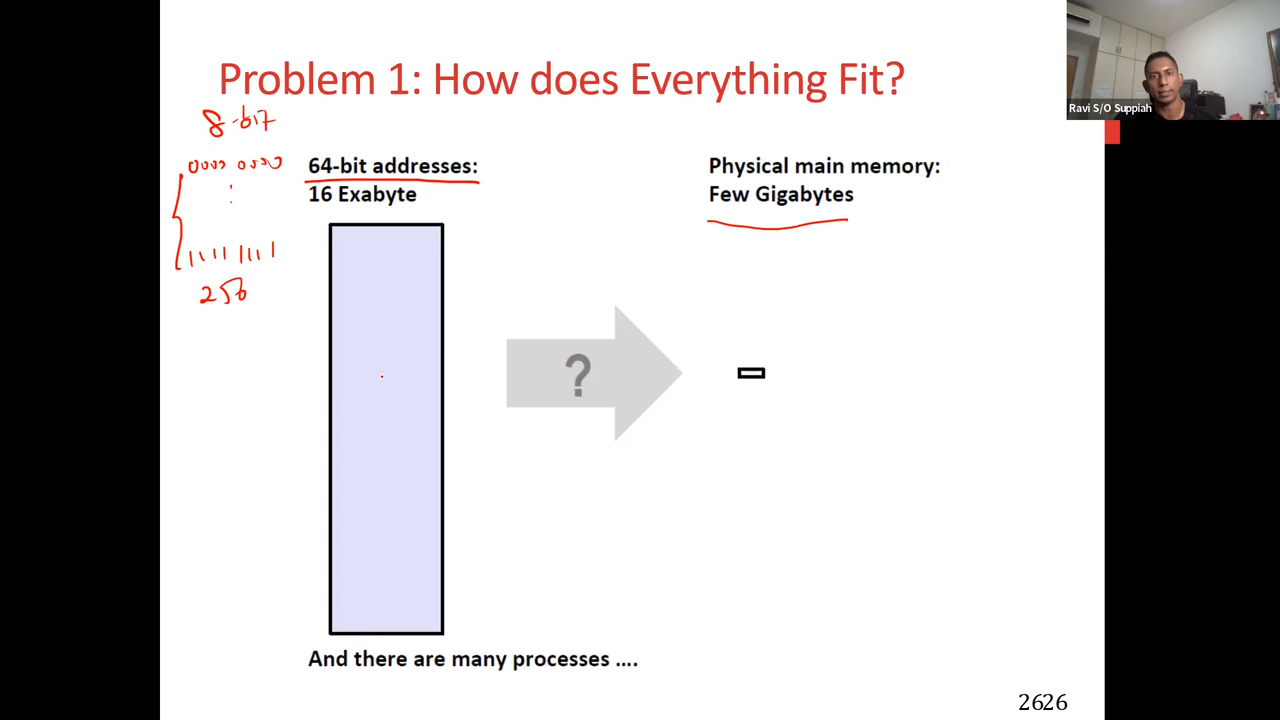 Problem 1: How does Everything Fit?
Ravi S/O Suppiah
8-bit
0000 0000
⋮
1111 1111
256
64-bit addresses:
16 Exabyte
Physical main memory:
Few Gigabytes
?
And there are many processes ....
2626